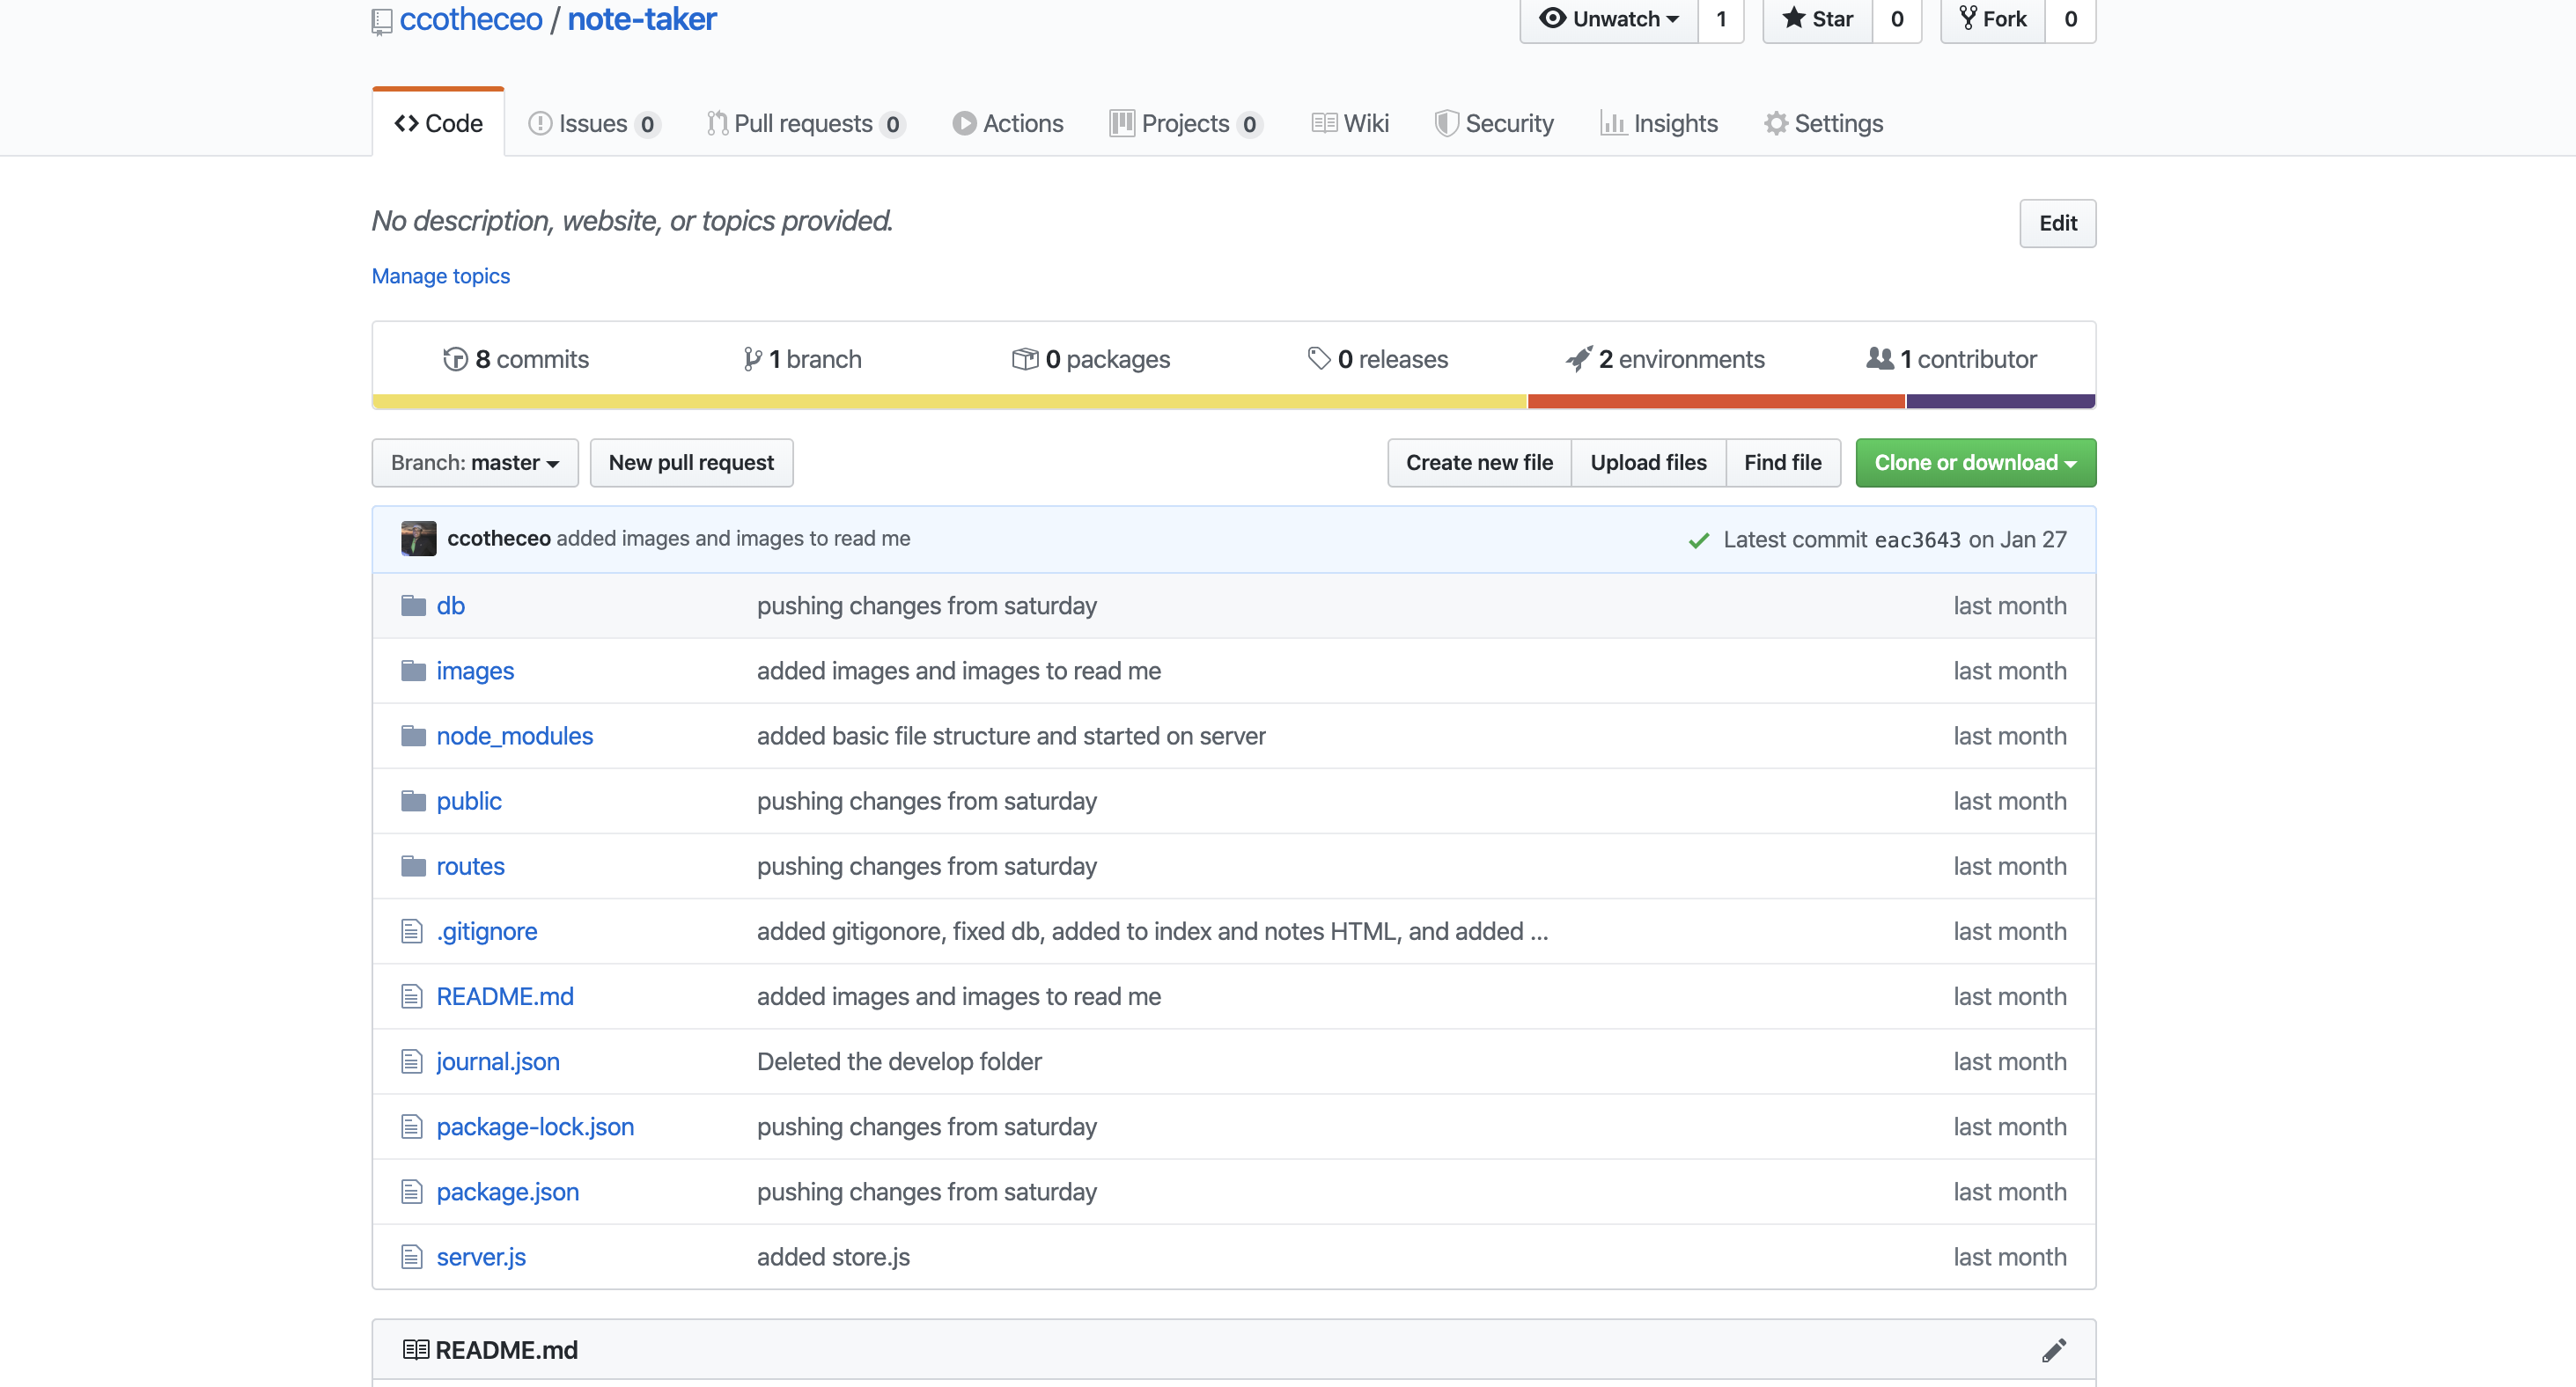 ccotheceo / note-taker
Unwatch 1 Star 0 Fork 0
Code Issues 0 Pull requests 0 Actions Projects 0 Wiki Security Insights Settings
No description, website, or topics provided. Edit
Manage topics
8 commits 1 branch 0 packages 0 releases 2 environments 1 contributor
Branch: master New pull request Create new file Upload files Find file Clone or download
ccotheceo added images and images to read me Latest commit eac3643 on Jan 27
db pushing changes from saturday last month
images added images and images to read me last month
node_modules added basic file structure and started on server last month
public pushing changes from saturday last month
routes pushing changes from saturday last month
.gitignore added gitigonore, fixed db, added to index and notes HTML, and added ... last month
README.md added images and images to read me last month
journal.json Deleted the develop folder last month
package-lock.json pushing changes from saturday last month
package.json pushing changes from saturday last month
server.js added store.js last month
README.md